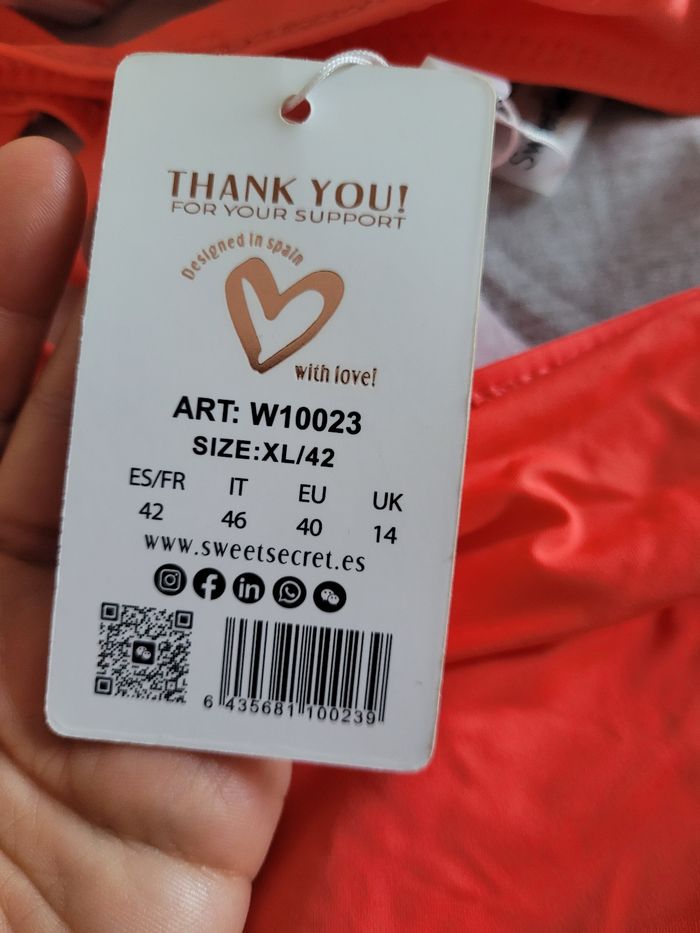 THANK YOU!
FOR YOUR SUPPORT
Designed in spain
with love!
ART: W10023
SIZE:XL/42
ES/FR IT EU UK
42 46 40 14
www.sweetsecret.es
6 435681 100239